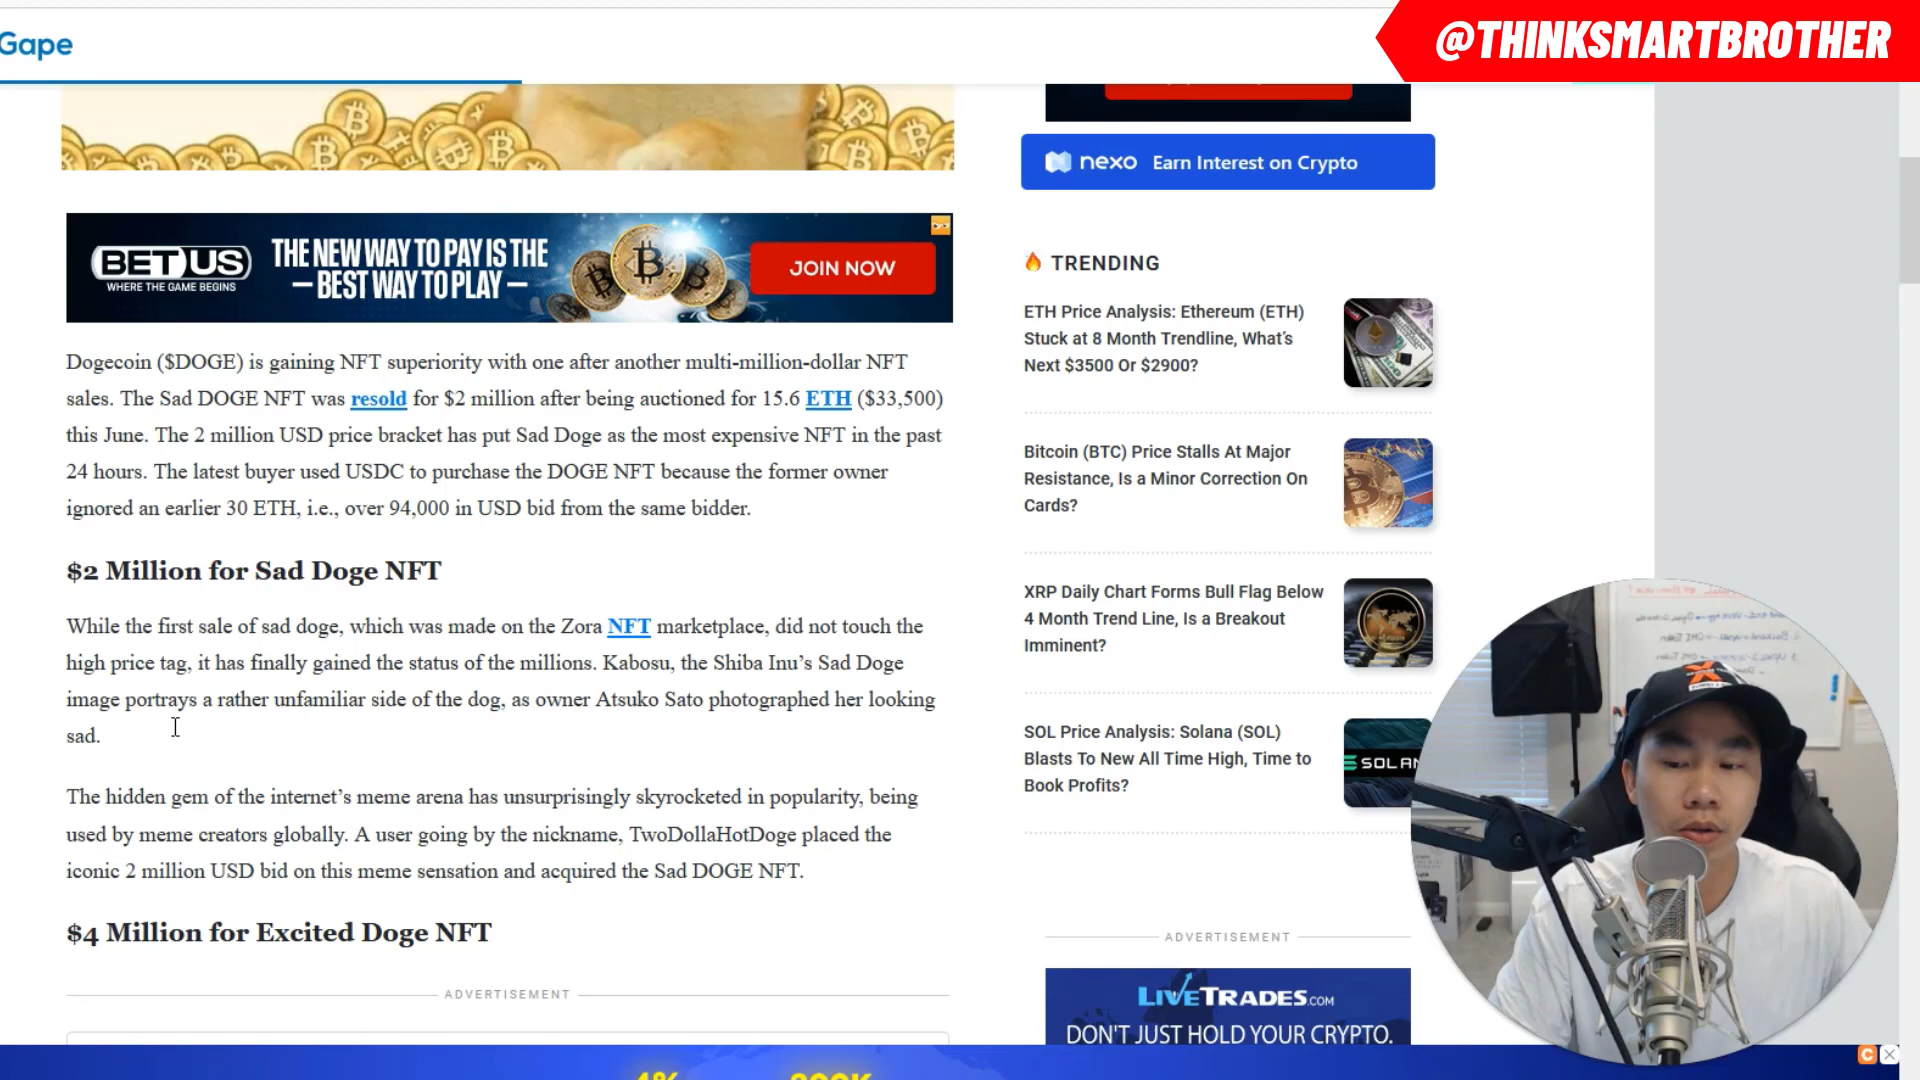 Gape
@THINKSMARTBROTHER
nexo Earn Interest on Crypto
BETUS
WHERE THE GAME BEGINS
THE NEW WAY TO PAY IS THE
— BEST WAY TO PLAY —
JOIN NOW
Dogecoin ($DOGE) is gaining NFT superiority with one after another multi-million-dollar NFT
sales. The Sad DOGE NFT was resold for $2 million after being auctioned for 15.6 ETH ($33,500)
this June. The 2 million USD price bracket has put Sad Doge as the most expensive NFT in the past
24 hours. The latest buyer used USDC to purchase the DOGE NFT because the former owner
ignored an earlier 30 ETH, i.e., over 94,000 in USD bid from the same bidder.
$2 Million for Sad Doge NFT
While the first sale of sad doge, which was made on the Zora NFT marketplace, did not touch the
high price tag, it has finally gained the status of the millions. Kabosu, the Shiba Inu’s Sad Doge
image portrays a rather unfamiliar side of the dog, as owner Atsuko Sato photographed her looking
sad.
The hidden gem of the internet’s meme arena has unsurprisingly skyrocketed in popularity, being
used by meme creators globally. A user going by the nickname, TwoDollaHotDoge placed the
iconic 2 million USD bid on this meme sensation and acquired the Sad DOGE NFT.
$4 Million for Excited Doge NFT
ADVERTISEMENT
TRENDING
ETH Price Analysis: Ethereum (ETH)
Stuck at 8 Month Trendline, What’s
Next $3500 Or $2900?
Bitcoin (BTC) Price Stalls At Major
Resistance, Is a Minor Correction On
Cards?
XRP Daily Chart Forms Bull Flag Below
4 Month Trend Line, Is a Breakout
Imminent?
SOL Price Analysis: Solana (SOL)
Blasts To New All Time High, Time to
Book Profits?
SOLAN
ADVERTISEMENT
LIVETRADES.COM
DON'T JUST HOLD YOUR CRYPTO.